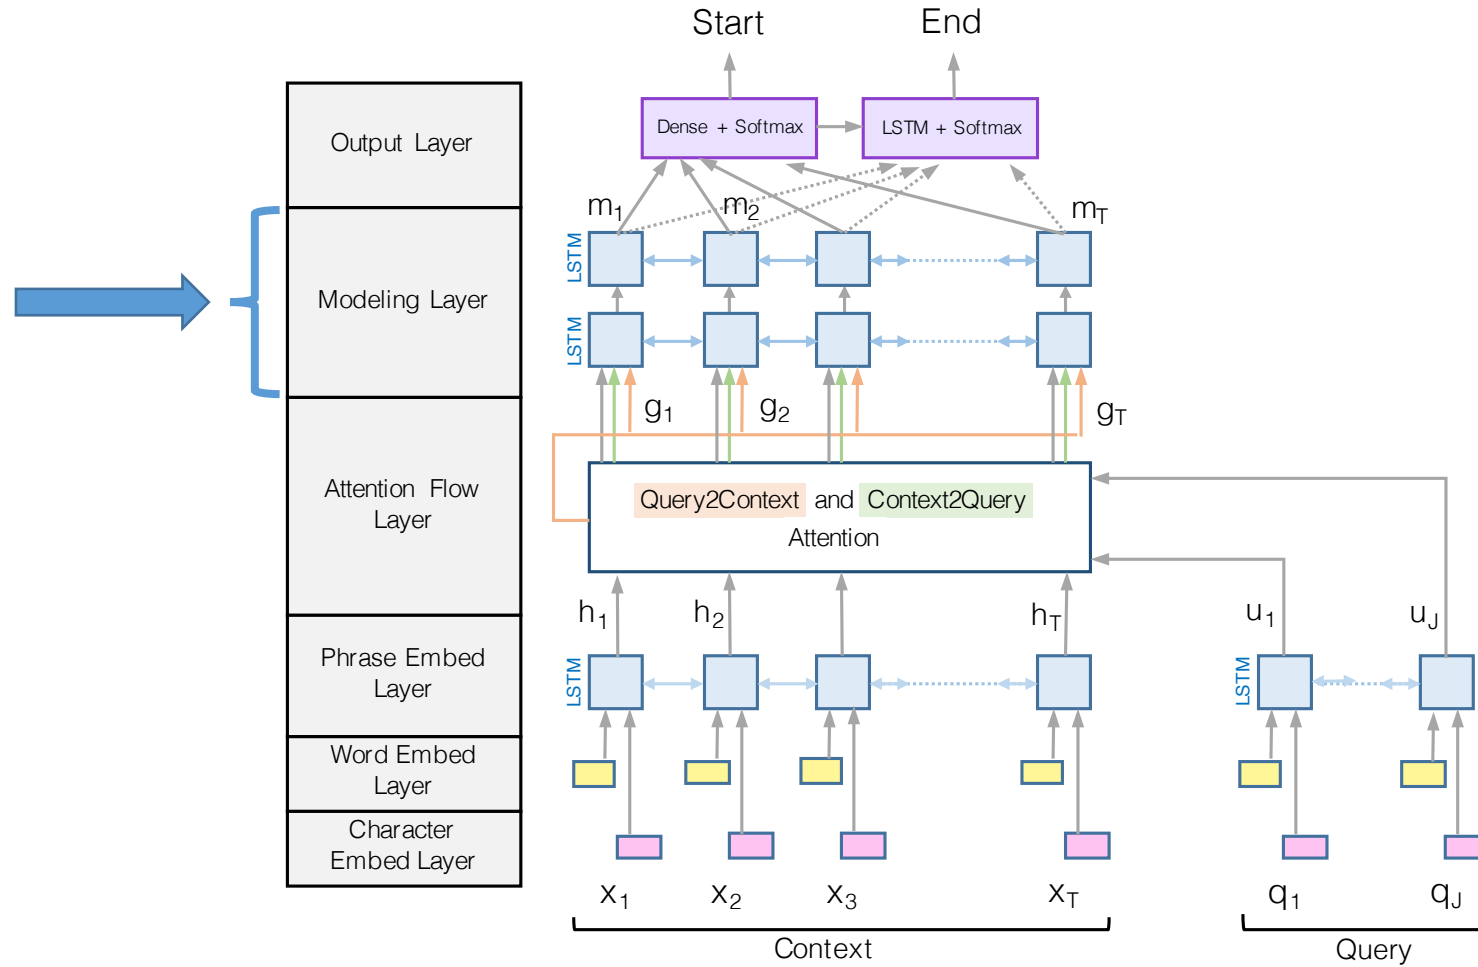 Start End
Output Layer
Dense + Softmax
LSTM + Softmax
m1 m2 mT
LSTM
Modeling Layer
LSTM
g1 g2 gT
Attention Flow
Layer
Query2Context and Context2Query
Attention
h1 h2 hT u1 uJ
Phrase Embed
Layer
LSTM
LSTM
Word Embed
Layer
Character
Embed Layer
x1 x2 x3 xT q1 qJ
Context Query